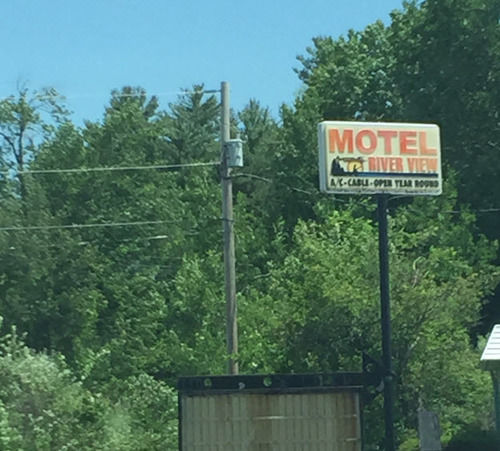 MOTEL
RIVER VIEW
A/C-CABLE-OPEN YEAR ROUND